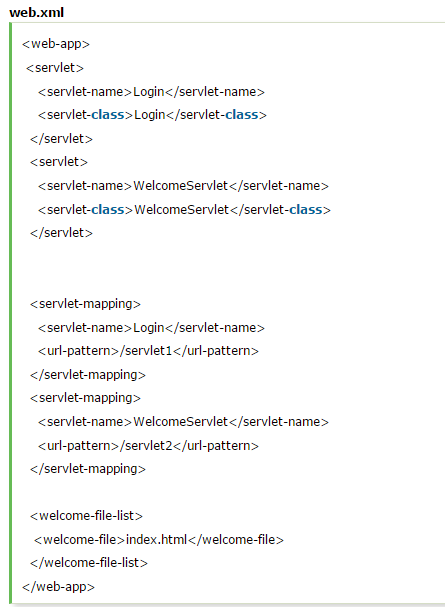 web.xml
<web-app>
<servlet>
<servlet-name>Login</servlet-name>
<servlet-class>Login</servlet-class>
</servlet>
<servlet>
<servlet-name>WelcomeServlet</servlet-name>
<servlet-class>WelcomeServlet</servlet-class>
</servlet>
<servlet-mapping>
<servlet-name>Login</servlet-name>
<url-pattern>/servlet1</url-pattern>
</servlet-mapping>
<servlet-mapping>
<servlet-name>WelcomeServlet</servlet-name>
<url-pattern>/servlet2</url-pattern>
</servlet-mapping>
<welcome-file-list>
<welcome-file>index.html</welcome-file>
</welcome-file-list>
</web-app>